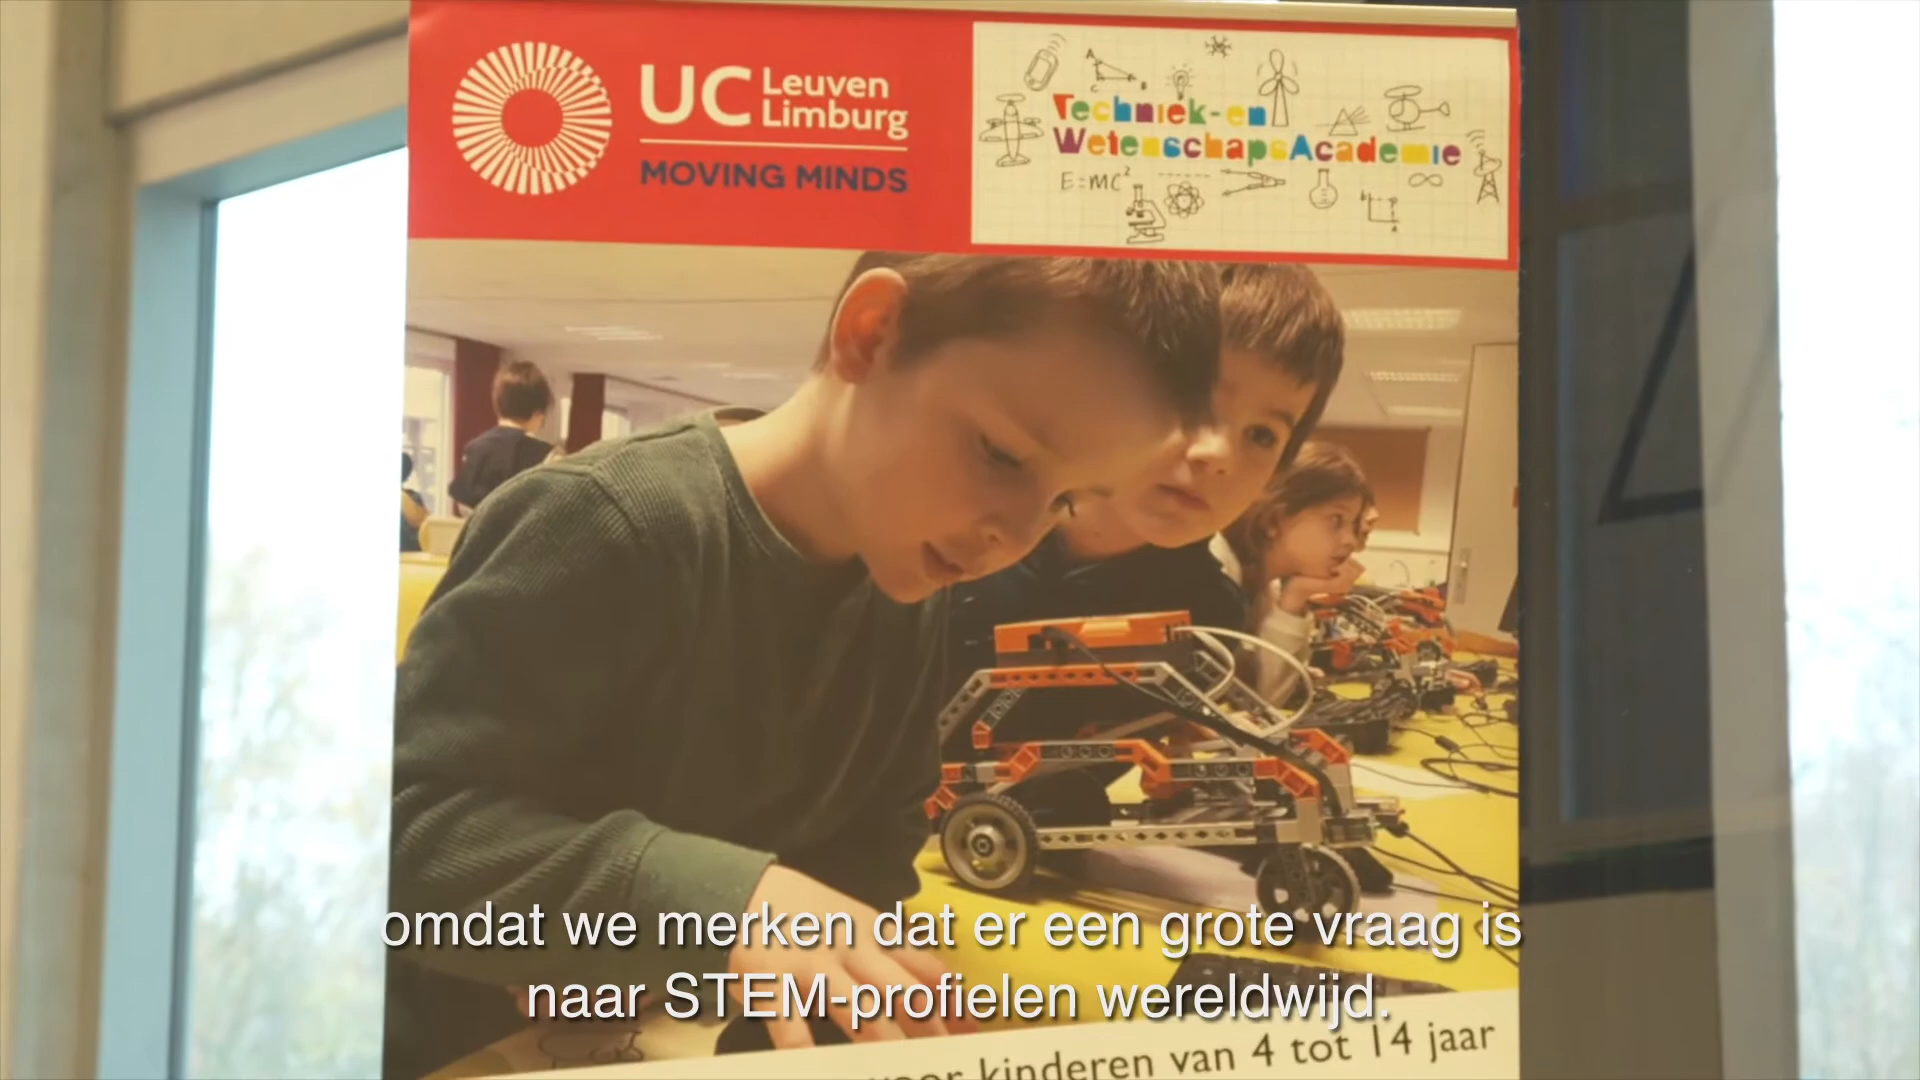 UC Leuven
Limburg
MOVING MINDS
Techniek- en
WetenschapsAcademie
A
B
C
E=MC²
omdat we merken dat er een grote vraag is
naar STEM-profielen wereldwijd.
kinderen van 4 tot 14 jaar